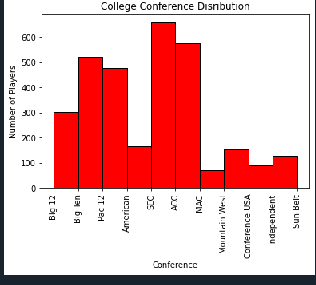 College Conference Disribution
Number of Players
600
500
400
300
200
100
0
Big 12
Big Ten
Pac-12
American
SEC
ACC
MAC
Mountain West
Conference USA
Independent
Sun Belt
Conference